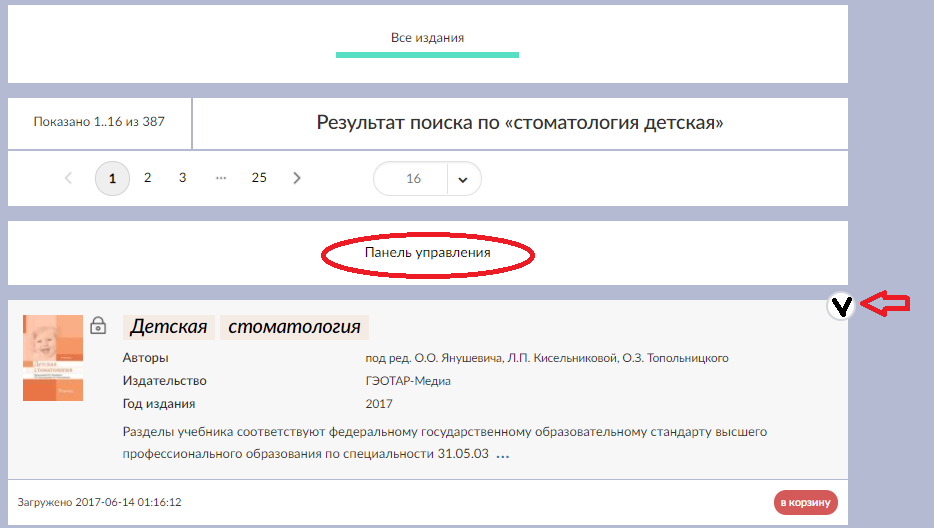 Все издания
Показано 1..16 из 387
Результат поиска по «стоматология детская»
1 2 3 ... 25
16
Панель управления
Детская стоматология
Авторы под ред. О.О. Янушевича, Л.П. Кисельниковой, О.З. Топольницкого
Издательство ГЭОТАР-Медиа
Год издания 2017
Разделы учебника соответствуют федеральному государственному образовательному стандарту высшего
профессионального образования по специальности 31.05.03 ...
Загружено 2017-06-14 01:16:12
в корзину